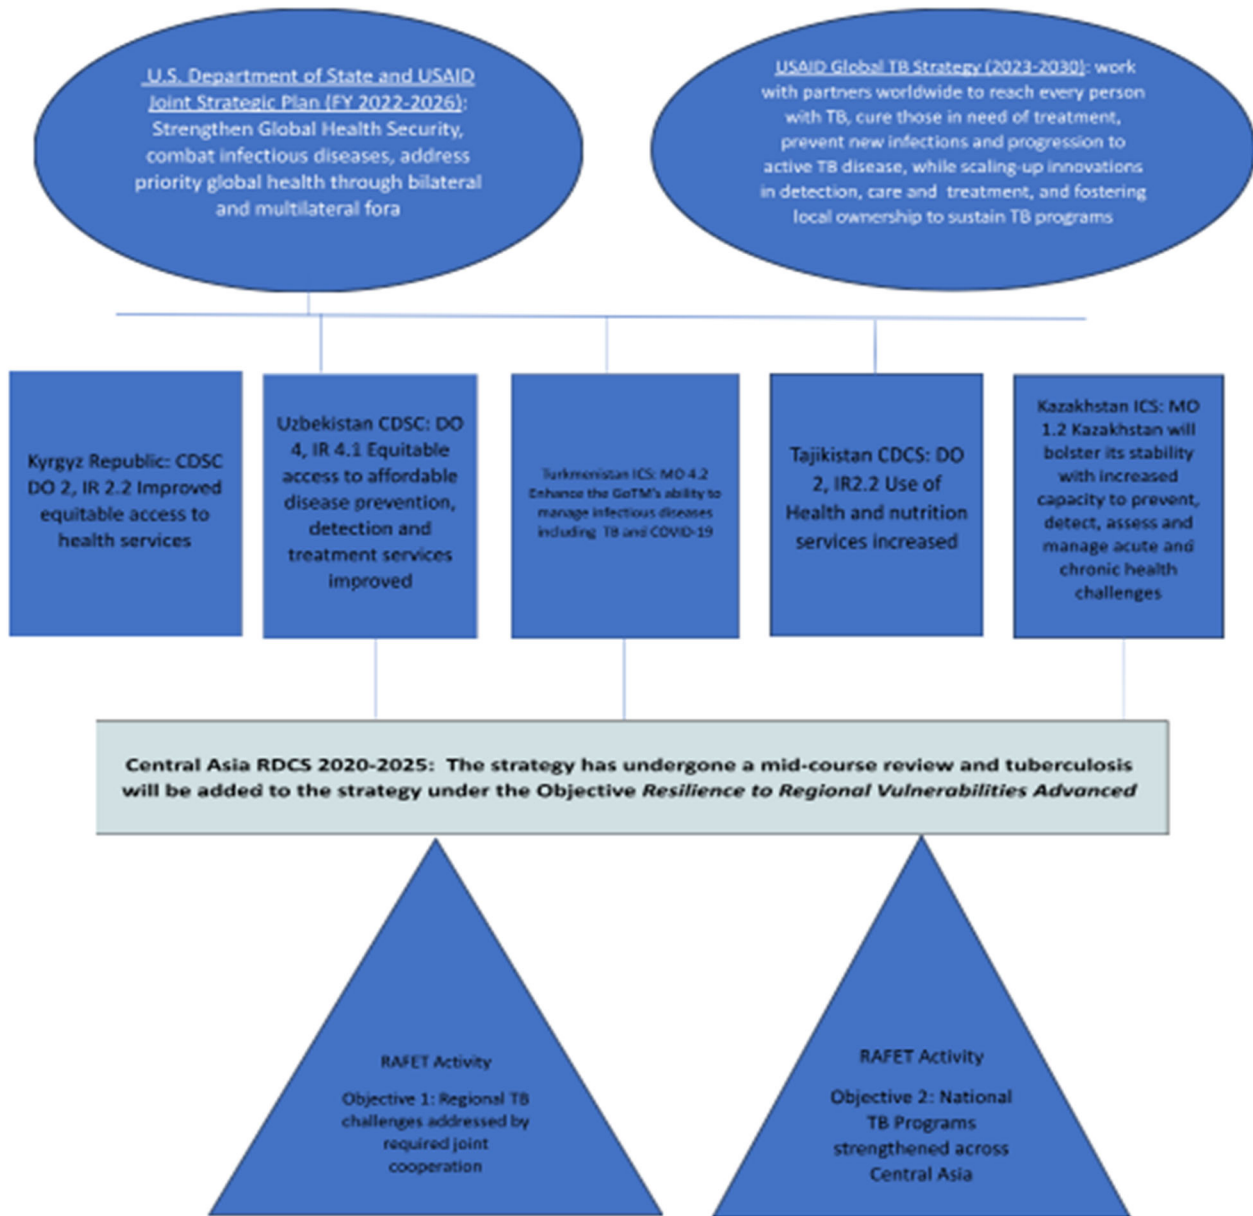 U.S. Department of State and USAID
Joint Strategic Plan (FY 2022-2026):
Strengthen Global Health Security,
combat infectious diseases, address
priority global health through bilateral
and multilateral fora
USAID Global TB Strategy (2023-2030): work
with partners worldwide to reach every person
with TB, cure those in need of treatment,
prevent new infections and progression to
active TB disease, while scaling-up innovations
in detection, care and treatment, and fostering
local ownership to sustain TB programs
Kyrgyz Republic: CDSC
DO 2, IR 2.2 Improved
equitable access to
health services
Uzbekistan CDSC: DO
4, IR 4.1 Equitable
access to affordable
disease prevention,
detection and
treatment services
improved
Turkmenistan ICS: MO 4.2
Enhance the GoTM's ability to
manage infectious diseases
including TB and COVID-19
Tajikistan CDCS: DO
2, IR2.2 Use of
Health and nutrition
services increased
Kazakhstan ICS: MO
1.2 Kazakhstan will
bolster its stability
with increased
capacity to prevent,
detect, assess and
manage acute and
chronic health
challenges
Central Asia RDCS 2020-2025: The strategy has undergone a mid-course review and tuberculosis
will be added to the strategy under the Objective Resilience to Regional Vulnerabilities Advanced
RAFET Activity
Objective 1: Regional TB
challenges addressed by
required joint
cooperation
RAFET Activity
Objective 2: National
TB Programs
strengthened across
Central Asia